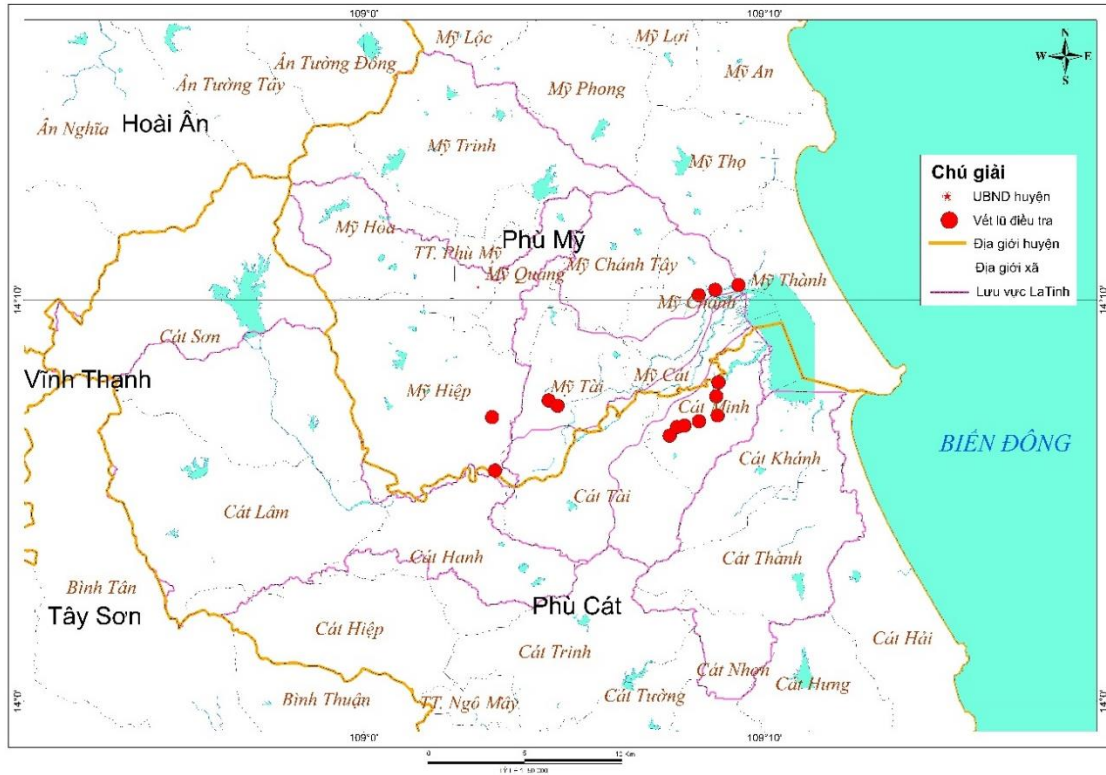 109°0' 109°10'
Mỹ Lộc
Mỹ Lợi
Ân Tường Đông
Mỹ An
Ân Tường Tây
Mỹ Phong
N
W E
S
Ân Nghĩa
Hoài Ân
Mỹ Trinh
Mỹ Thọ
Chú giải
UBND huyện
Vết lũ điều tra
Địa giới huyện
Địa giới xã
Lưu vực LaTinh
Mỹ Hòa
Phù Mỹ
TT. Phù Mỹ
Mỹ Quang
Mỹ Chánh Tây
Mỹ Thành
Mỹ Chánh
14°10' 14°10'
Cát Sơn
Vĩnh Thạnh
Mỹ Hiệp
Mỹ Tài
Mỹ Cát
Cát Minh
BIỂN ĐÔNG
Cát Khánh
Cát Tài
Cát Lâm
Cát Hanh
Cát Thành
Bình Tân
Tây Sơn
Phù Cát
Cát Hiệp
Cát Trinh
Cát Hải
Cát Nhơn
Cát Hưng
Cát Tường
Bình Thuận
TT. Ngô Mây
14°0' 14°0'
109°0' 109°10'
0 5 10 Km